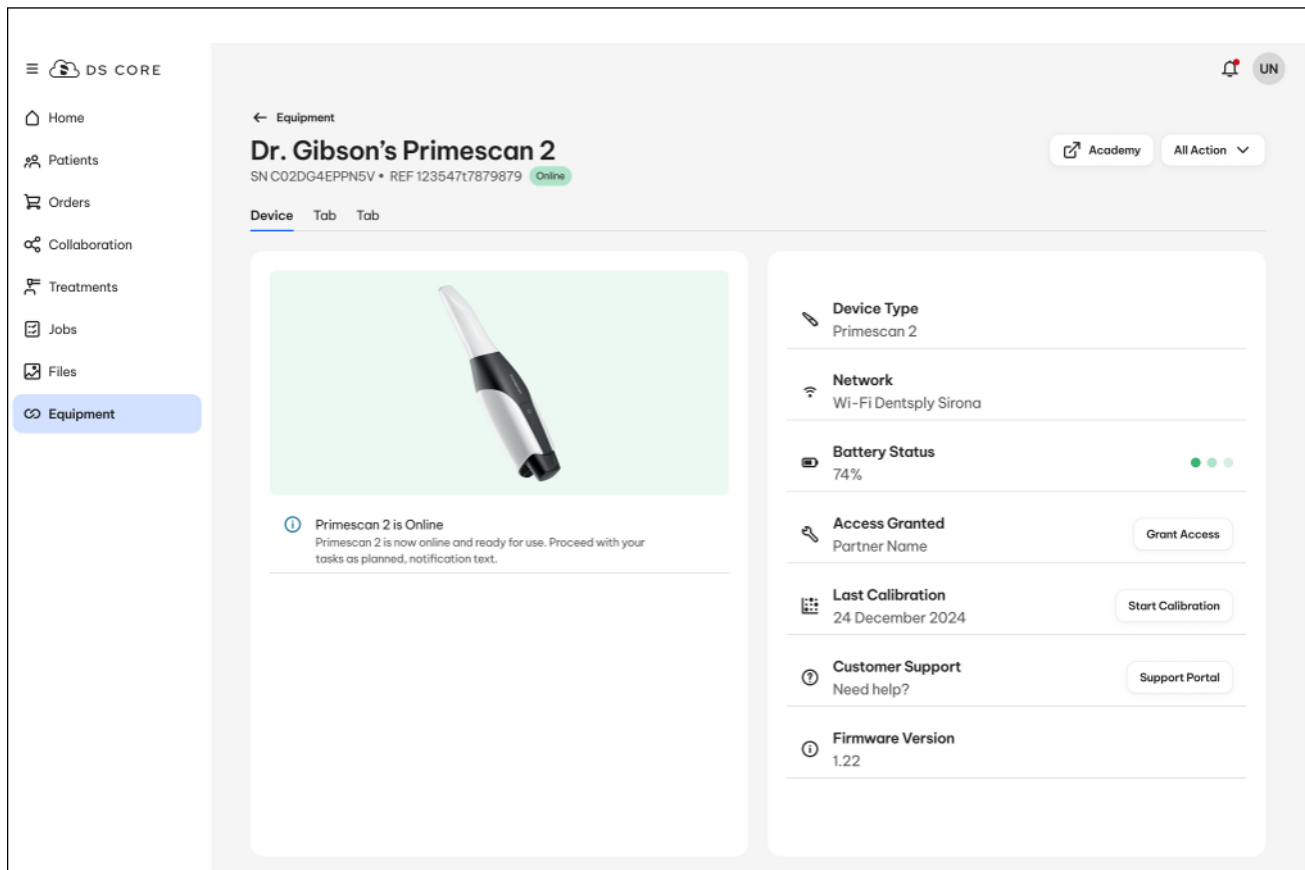 DS CORE
UN
Home
Patients
Orders
Collaboration
Treatments
Jobs
Files
Equipment
Equipment
Dr. Gibson’s Primescan 2
SN C02DG4EPPN5V • REF 123547t7879879 Online
Academy
All Action
Device Tab Tab
Primescan 2 is Online
Primescan 2 is now online and ready for use. Proceed with your
tasks as planned, notification text.
Device Type
Primescan 2
Network
Wi-Fi Dentsply Sirona
Battery Status
74%
Access Granted
Partner Name
Grant Access
Last Calibration
24 December 2024
Start Calibration
Customer Support
Need help?
Support Portal
Firmware Version
1.22